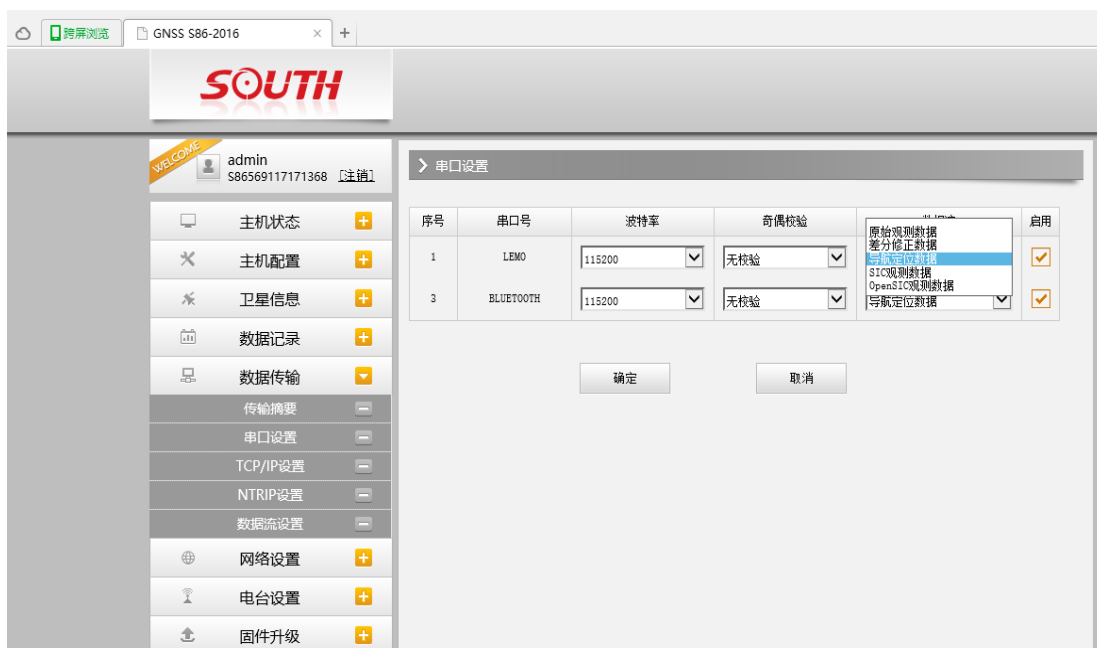 跨屏浏览
GNSS S86-2016
SOUTH
WELCOME
admin
S86569117171368 [注销]
串口设置
主机状态
主机配置
卫星信息
数据记录
数据传输
传输摘要
串口设置
TCP/IP设置
NTRIP设置
数据流设置
网络设置
电台设置
固件升级
序号 串口号 波特率 奇偶校验 启用
原始观测数据
差分修正数据
导航定位数据
SIC观测数据
OpenSIC观测数据
1 LEMO 115200 无校验
3 BLUETOOTH 115200 无校验 导航定位数据
确定 取消